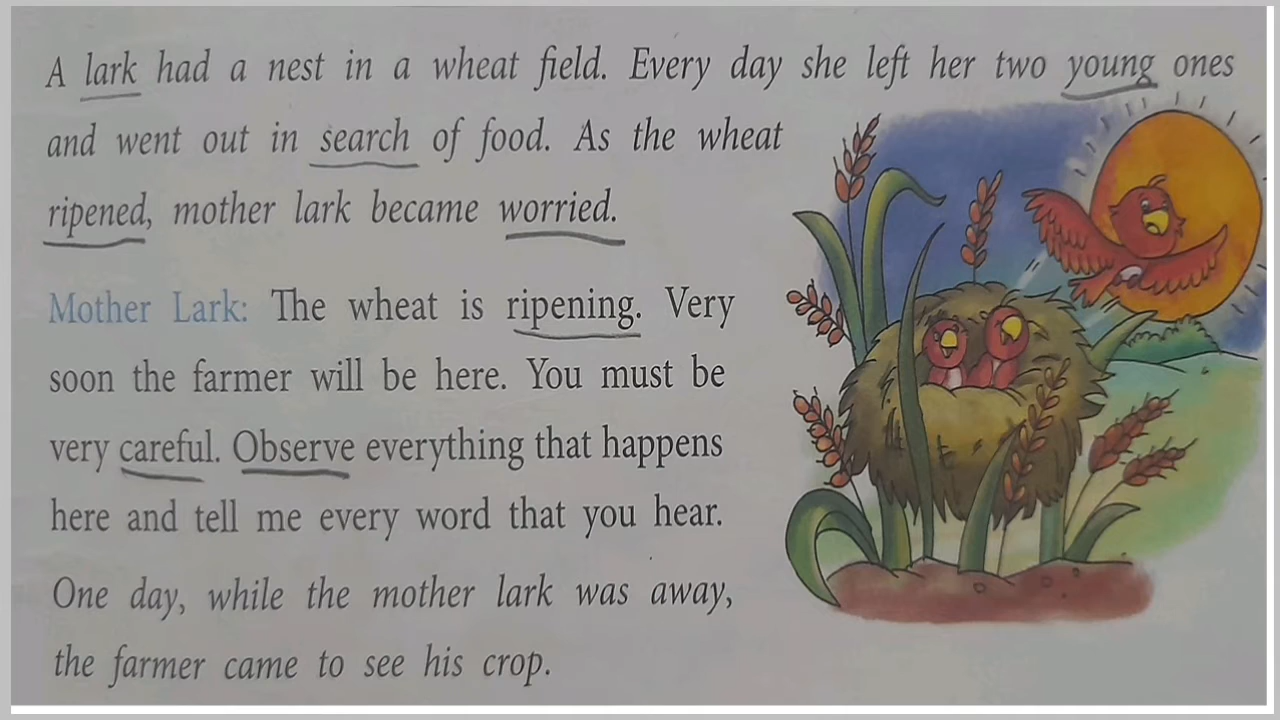 A lark had a nest in a wheat field. Every day she left her two young ones
and went out in search of food. As the wheat
ripened, mother lark became worried.
Mother Lark: The wheat is ripening. Very
soon the farmer will be here. You must be
very careful. Observe everything that happens
here and tell me every word that you hear.
One day, while the mother lark was away,
the farmer came to see his crop.